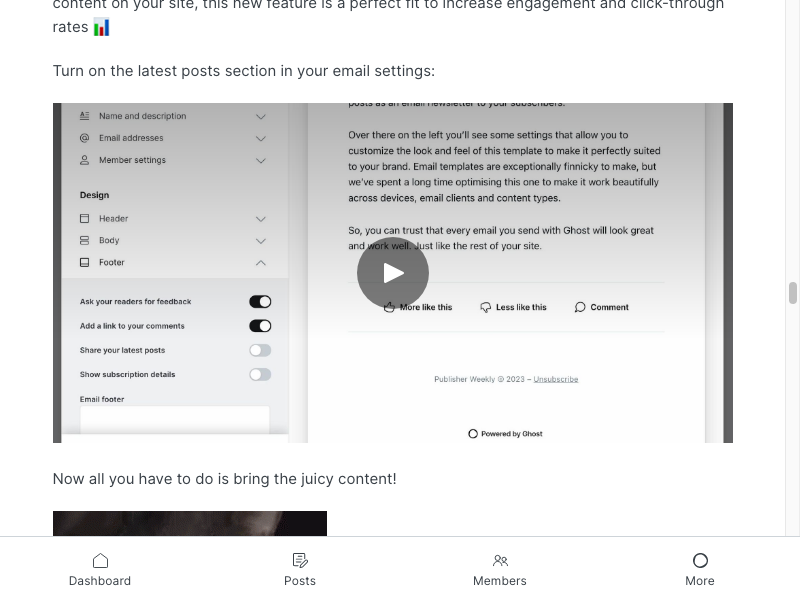 content on your site, this new feature is a perfect fit to increase engagement and click-through
rates
Turn on the latest posts section in your email settings:
Name and description
Email addresses
Member settings
Design
Header
Body
Footer
Ask your readers for feedback
Add a link to your comments
Share your latest posts
Show subscription details
Email footer
posts as an email newsletter to your subscribers.
Over there on the left you'll see some settings that allow you to
customize the look and feel of this template to make it perfectly suited
to your brand. Email templates are exceptionally finnicky to make, but
we've spent a long time optimising this one to make it work beautifully
across devices, email clients and content types.
So, you can trust that every email you send with Ghost will look great
and work well. Just like the rest of your site.
More like this
Less like this
Comment
Publisher Weekly © 2023 – Unsubscribe
Powered by Ghost
Now all you have to do is bring the juicy content!
Dashboard
Posts
Members
More